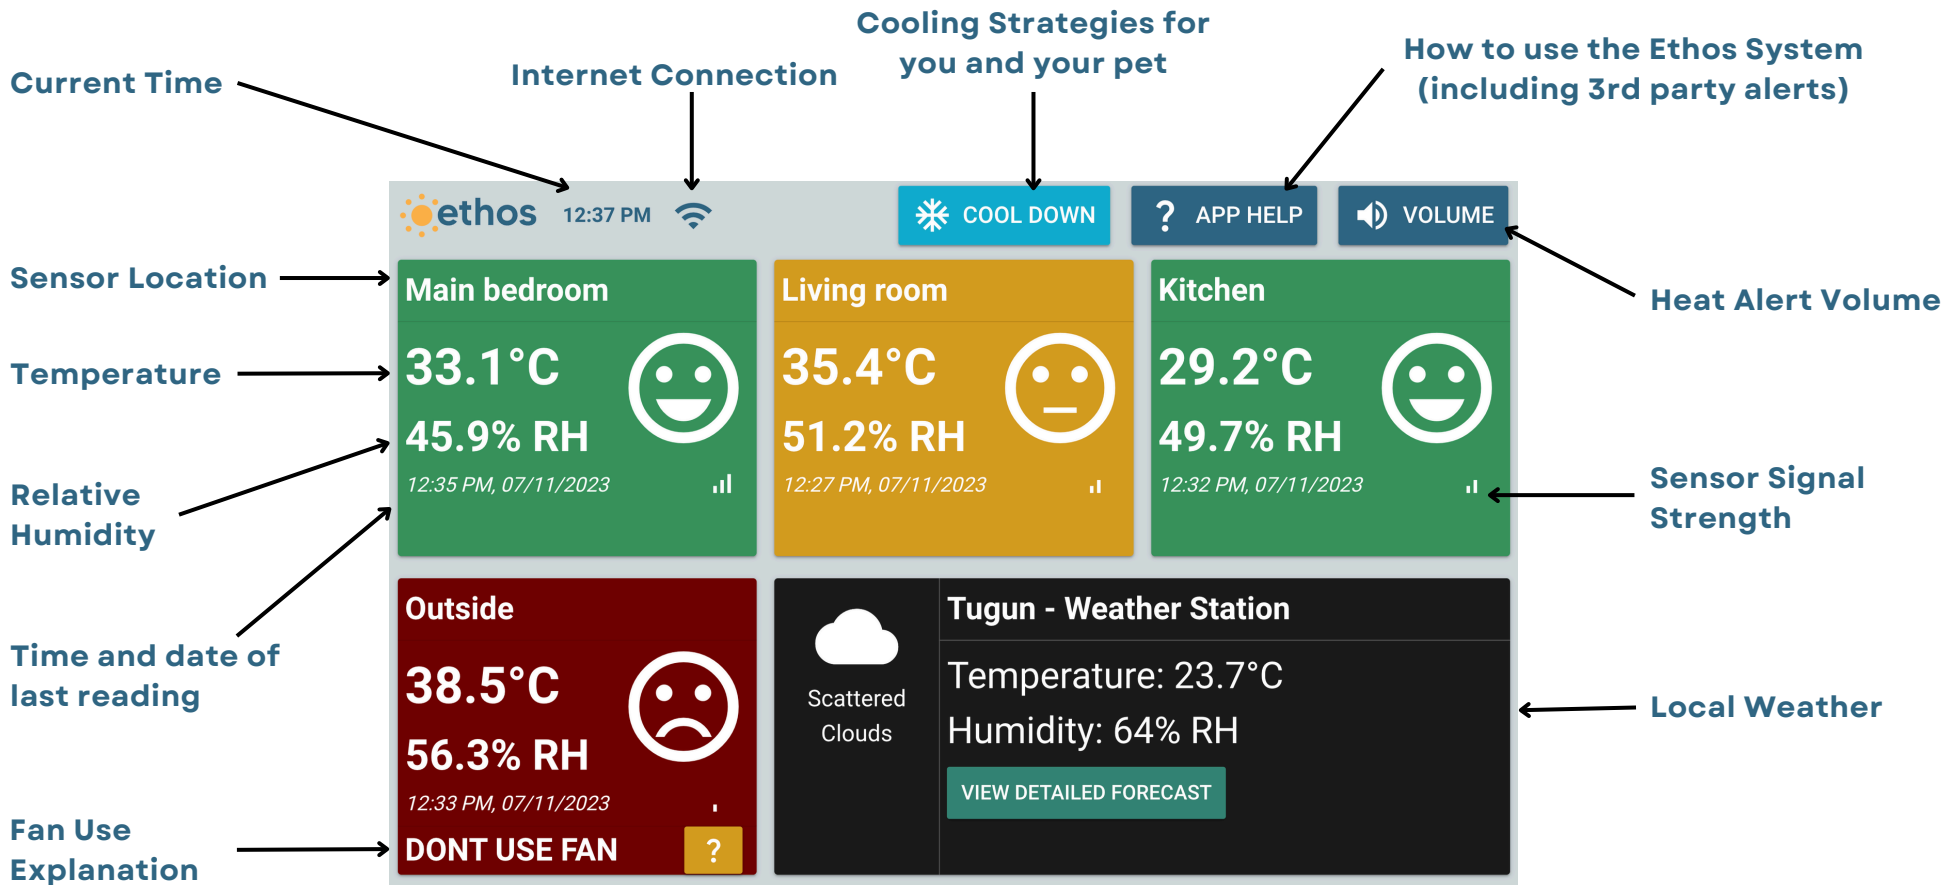 Cooling Strategies for
you and your pet
How to use the Ethos System
(including 3rd party alerts)
Current Time
Internet Connection
ethos
12:37 PM
COOL DOWN
? APP HELP
VOLUME
Sensor Location
Heat Alert Volume
Main bedroom
33.1°C
45.9% RH
12:35 PM, 07/11/2023
Living room
35.4°C
51.2% RH
12:27 PM, 07/11/2023
Kitchen
29.2°C
49.7% RH
12:32 PM, 07/11/2023
Temperature
Relative
Humidity
Sensor Signal
Strength
Time and date of
last reading
Outside
38.5°C
56.3% RH
12:33 PM, 07/11/2023
DONT USE FAN
?
Scattered
Clouds
Tugun - Weather Station
Temperature: 23.7°C
Humidity: 64% RH
VIEW DETAILED FORECAST
Local Weather
Fan Use
Explanation